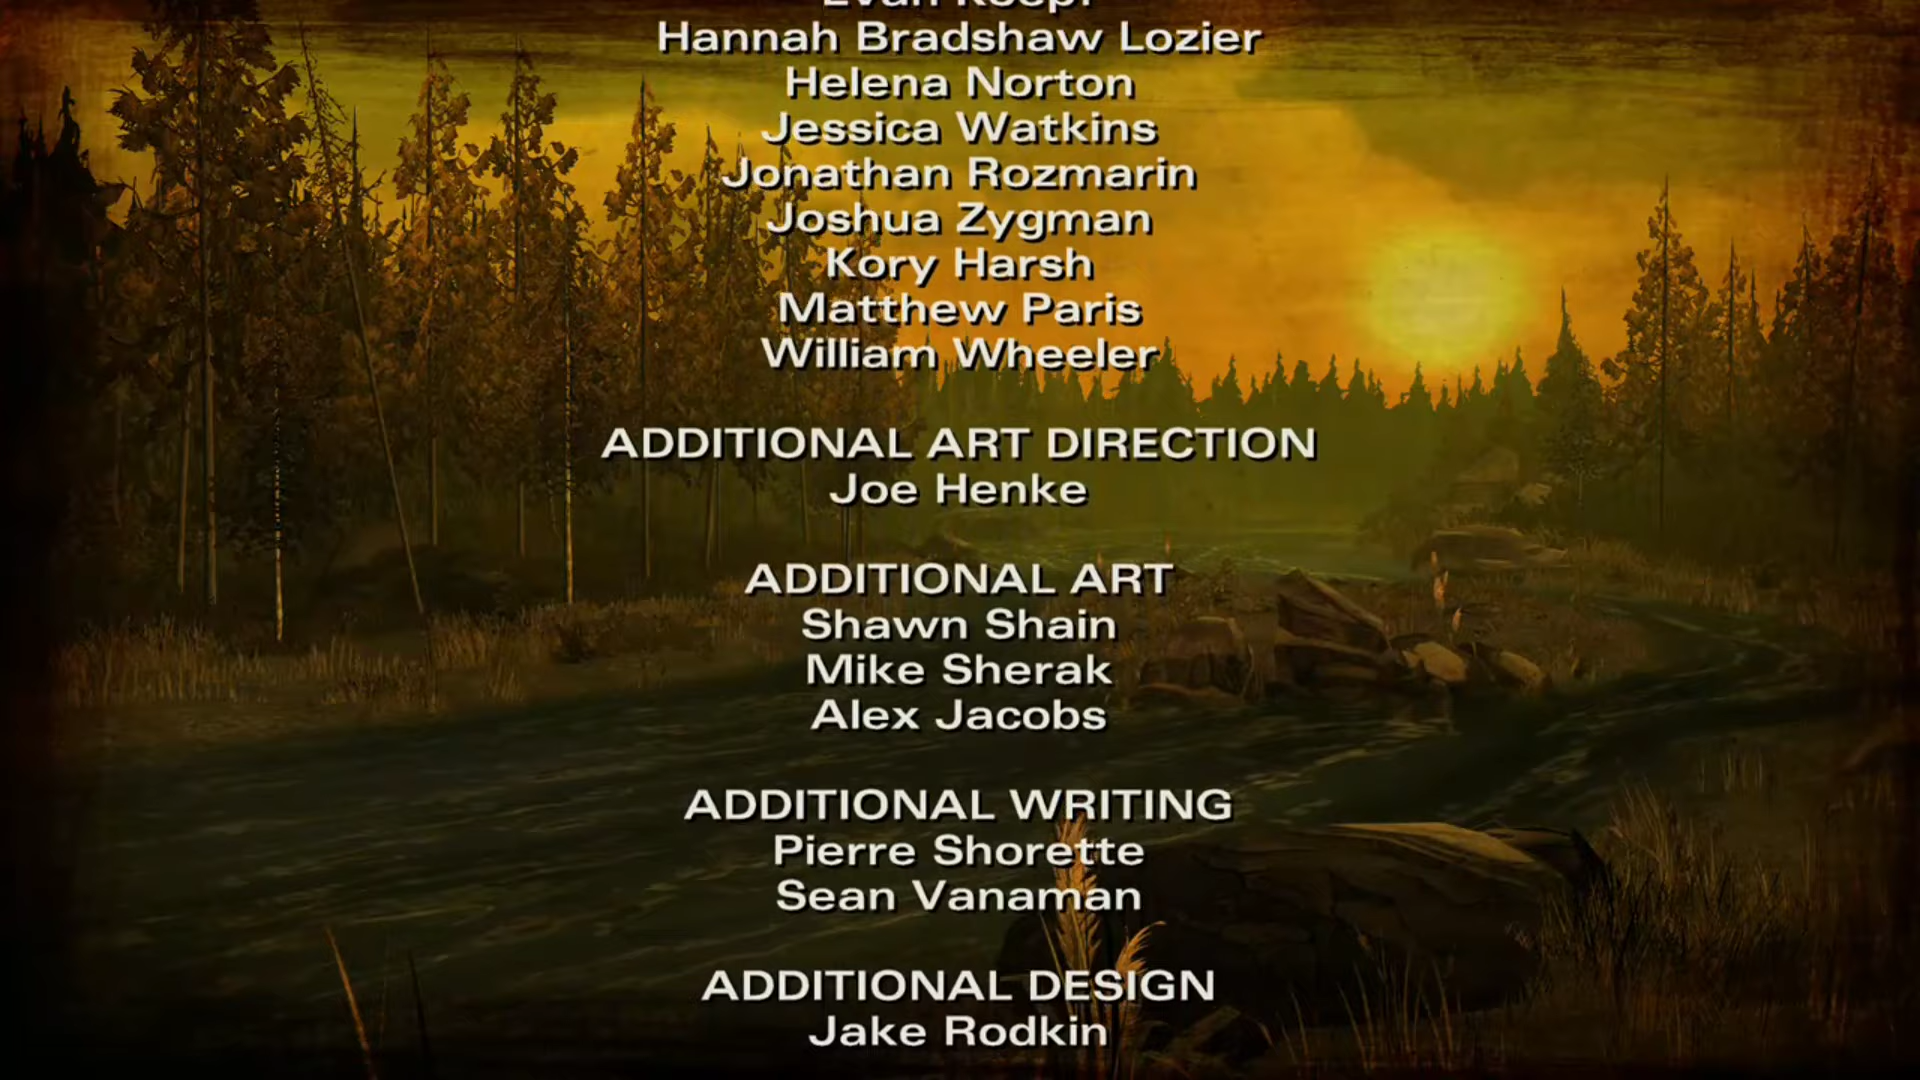 Hannah Bradshaw Lozier
Helena Norton
Jessica Watkins
Jonathan Rozmarin
Joshua Zygman
Kory Harsh
Matthew Paris
William Wheeler
ADDITIONAL ART DIRECTION
Joe Henke
ADDITIONAL ART
Shawn Shain
Mike Sherak
Alex Jacobs
ADDITIONAL WRITING
Pierre Shorette
Sean Vanaman
ADDITIONAL DESIGN
Jake Rodkin